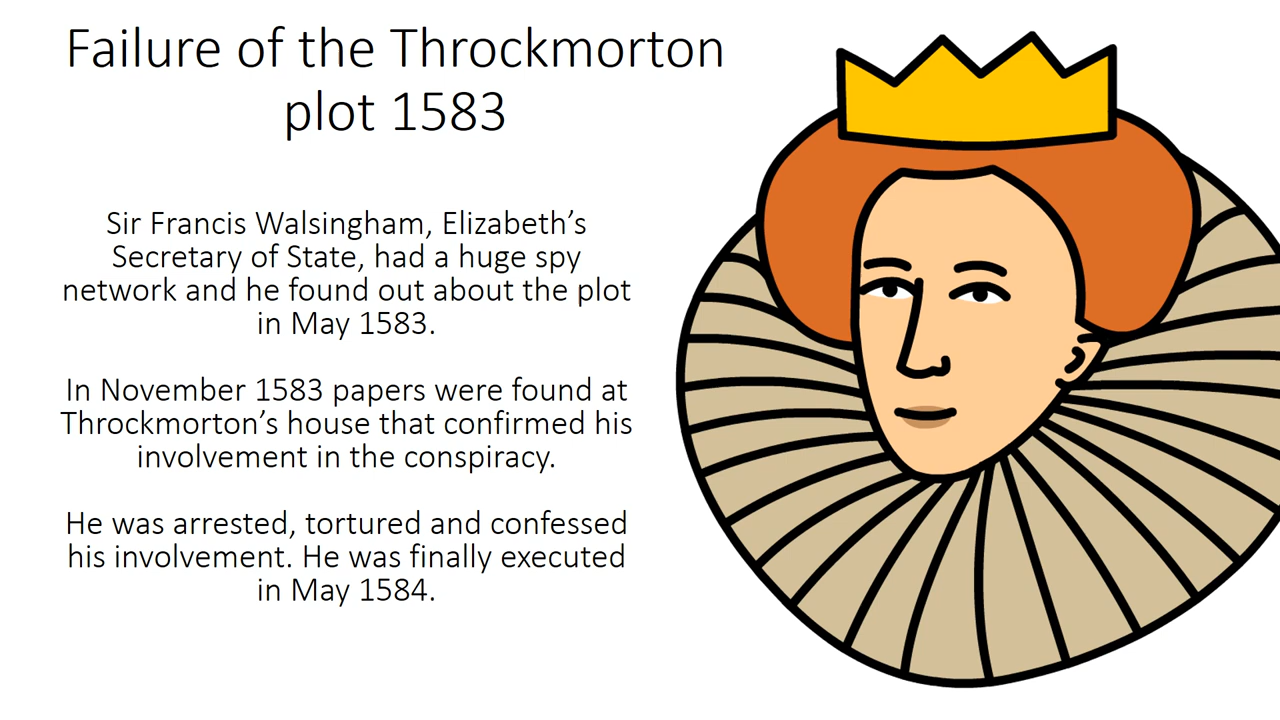 Failure of the Throckmorton
plot 1583
Sir Francis Walsingham, Elizabeth’s
Secretary of State, had a huge spy
network and he found out about the plot
in May 1583.
In November 1583 papers were found at
Throckmorton’s house that confirmed his
involvement in the conspiracy.
He was arrested, tortured and confessed
his involvement. He was finally executed
in May 1584.